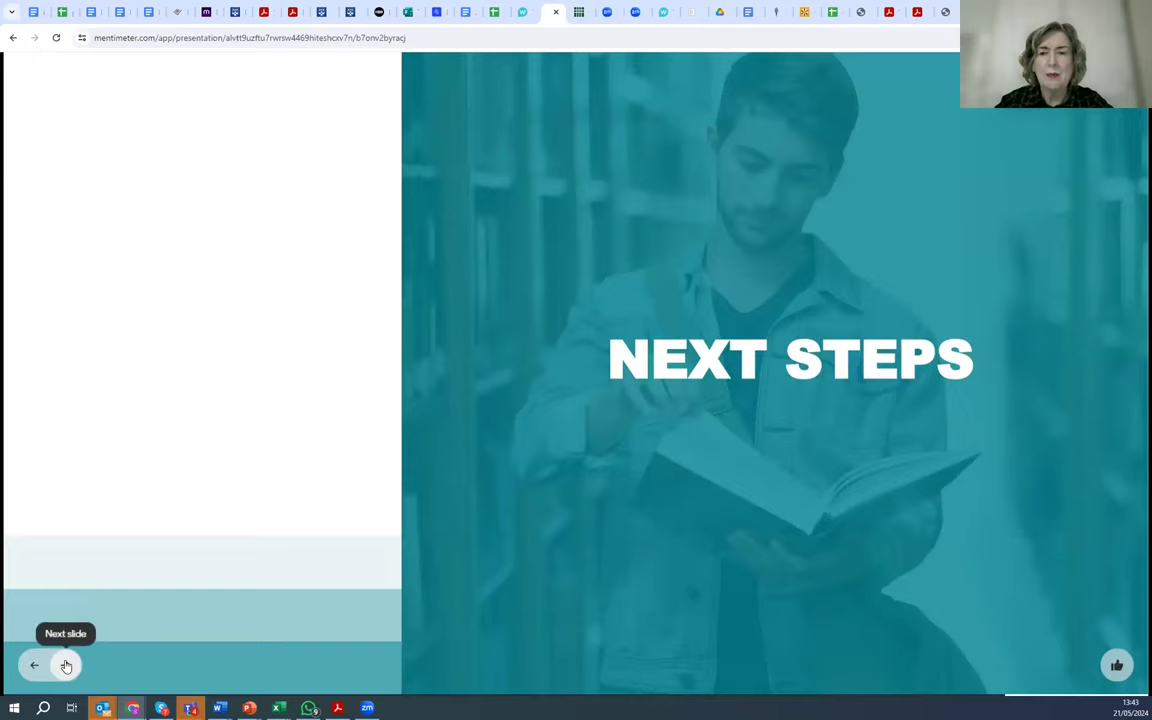 mentimeter.com/app/presentation/alvtt9uzftu7rwrsw4469hiteshcxv7n/b7onv2byracj
NEXT STEPS
Next slide
13:43
21/05/2024